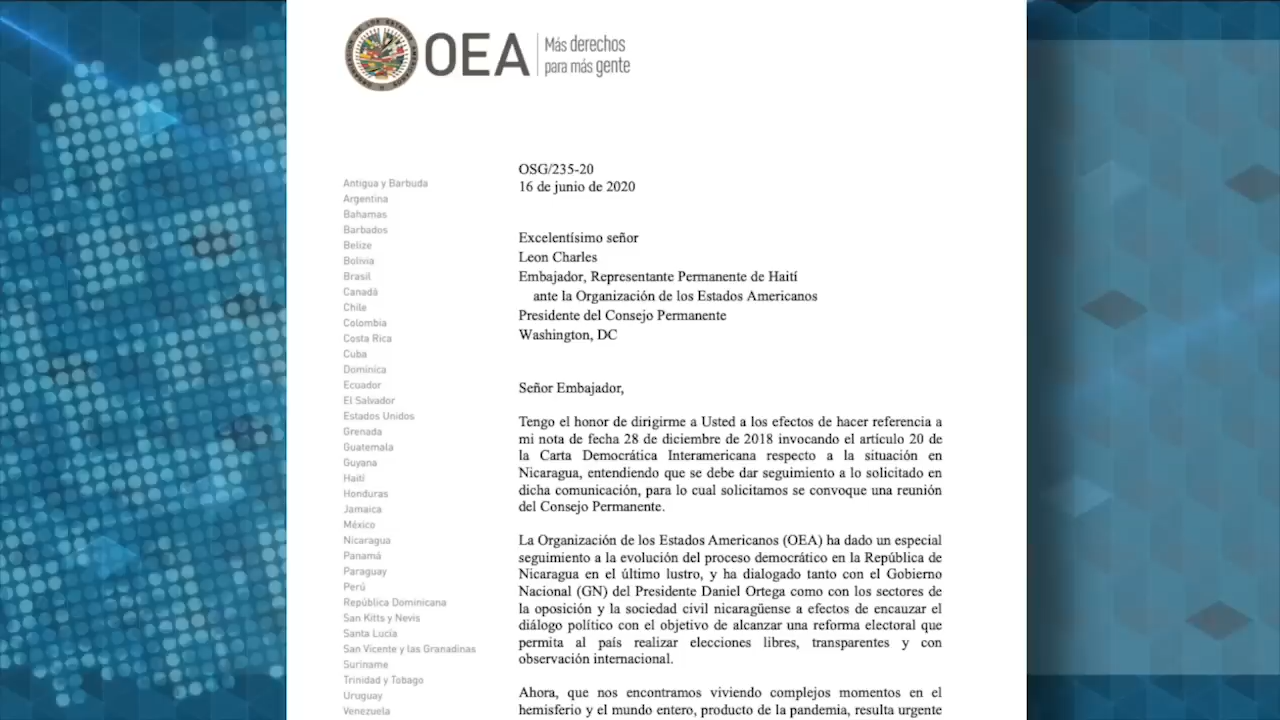 OEA
Más derechos
para más gente
OSG/235-20
16 de junio de 2020
Antigua y Barbuda
Argentina
Bahamas
Barbados
Belize
Bolivia
Brasil
Canadá
Chile
Colombia
Costa Rica
Cuba
Dominica
Ecuador
El Salvador
Estados Unidos
Grenada
Guatemala
Guyana
Haití
Honduras
Jamaica
México
Nicaragua
Panamá
Paraguay
Perú
República Dominicana
San Kitts y Nevis
Santa Lucía
San Vicente y las Granadinas
Suriname
Trinidad y Tobago
Uruguay
Venezuela
Excelentísimo señor
Leon Charles
Embajador, Representante Permanente de Haití
ante la Organización de los Estados Americanos
Presidente del Consejo Permanente
Washington, DC
Señor Embajador,
Tengo el honor de dirigirme a Usted a los efectos de hacer referencia a
mi nota de fecha 28 de diciembre de 2018 invocando el artículo 20 de
la Carta Democrática Interamericana respecto a la situación en
Nicaragua, entendiendo que se debe dar seguimiento a lo solicitado en
dicha comunicación, para lo cual solicitamos se convoque una reunión
del Consejo Permanente.
La Organización de los Estados Americanos (OEA) ha dado un especial
seguimiento a la evolución del proceso democrático en la República de
Nicaragua en el último lustro, y ha dialogado tanto con el Gobierno
Nacional (GN) del Presidente Daniel Ortega como con los sectores de
la oposición y la sociedad civil nicaragüense a efectos de encauzar el
diálogo político con el objetivo de alcanzar una reforma electoral que
permita al país realizar elecciones libres, transparentes y con
observación internacional.
Ahora, que nos encontramos viviendo complejos momentos en el
hemisferio y el mundo entero, producto de la pandemia, resulta urgente